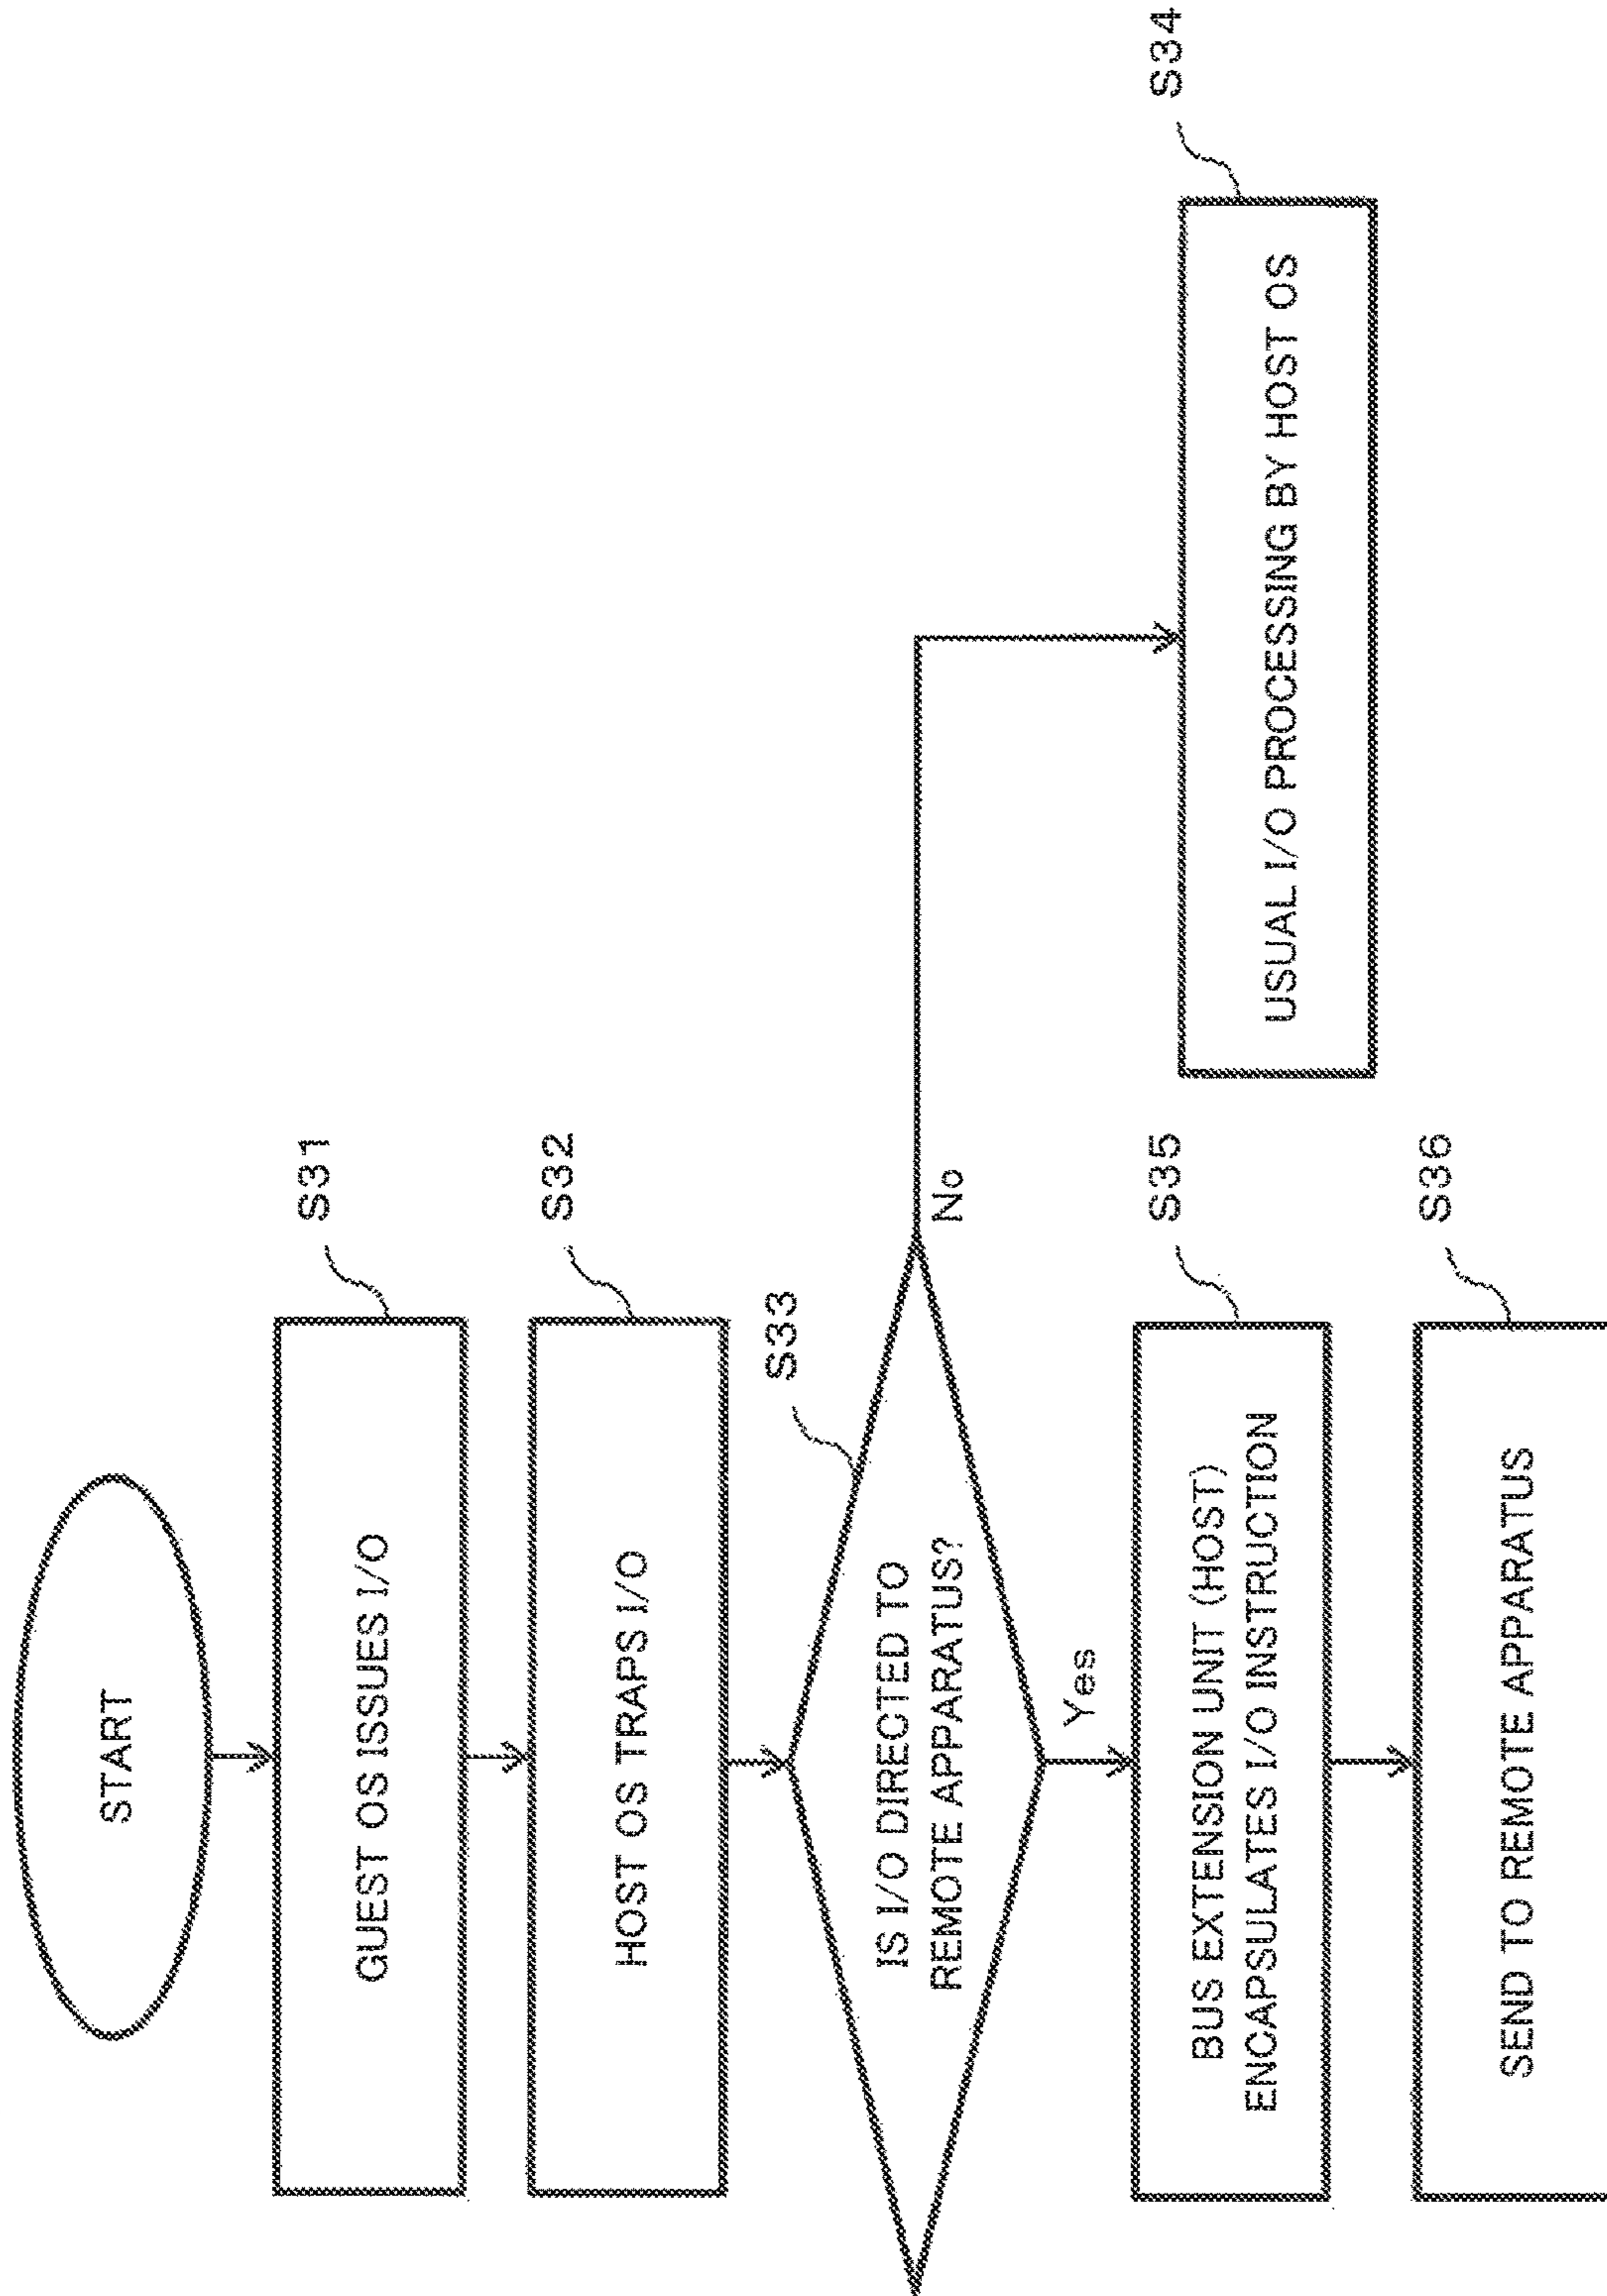 START
S31
GUEST OS ISSUES I/O
S32
HOST OS TRAPS I/O
S33
IS I/O DIRECTED TO
REMOTE APPARATUS?
No
S34
USUAL I/O PROCESSING BY HOST OS
Yes
S35
BUS EXTENSION UNIT (HOST)
ENCAPSULATES I/O INSTRUCTION
S36
SEND TO REMOTE APPARATUS